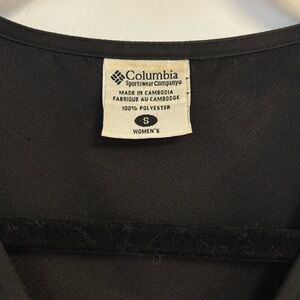 Columbia
Sportswear Company®
MADE IN CAMBODIA
FABRIQUE AU CAMBODGE
100% POLYESTER
S
WOMEN'S